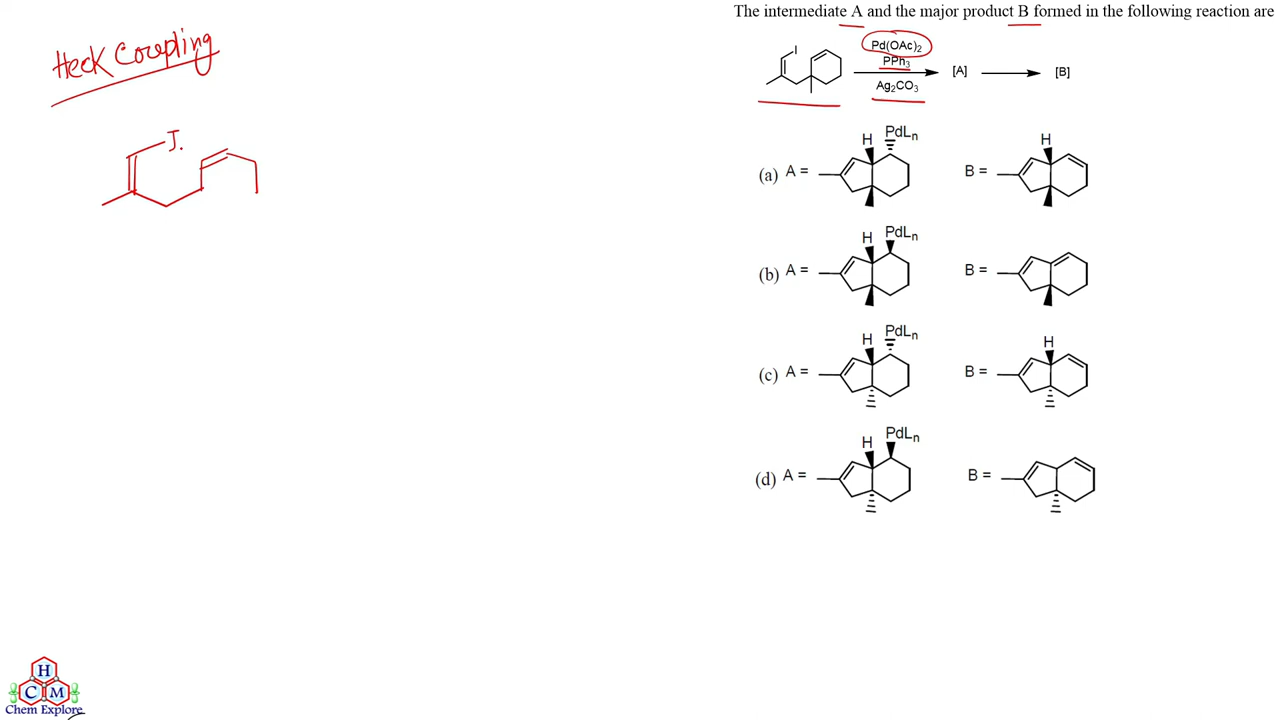 The intermediate A and the major product B formed in the following reaction are
Heck Coupling
I
Pd(OAc)2
PPh3
Ag2CO3
[A]
[B]
I.
(a) A =
H
PdLn
B =
H
(b) A =
H
PdLn
B =
(c) A =
H
PdLn
B =
H
(d) A =
H
PdLn
B =
H
C M
Chem Explore